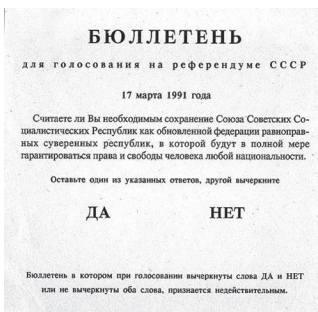 БЮЛЛЕТЕНЬ
для голосования на референдуме СССР
17 марта 1991 года
Считаете ли Вы необходимым сохранение Союза Советских Со-
циалистических Республик как обновленной федерации равноправ-
ных суверенных республик, в которой будут в полной мере
гарантироваться права и свободы человека любой национальности.
Оставьте один из указанных ответов, другой вычеркните
ДА НЕТ
Бюллетень в котором при голосовании вычеркнуты слова ДА и НЕТ
или не вычеркнуты оба слова, признается недействительным.